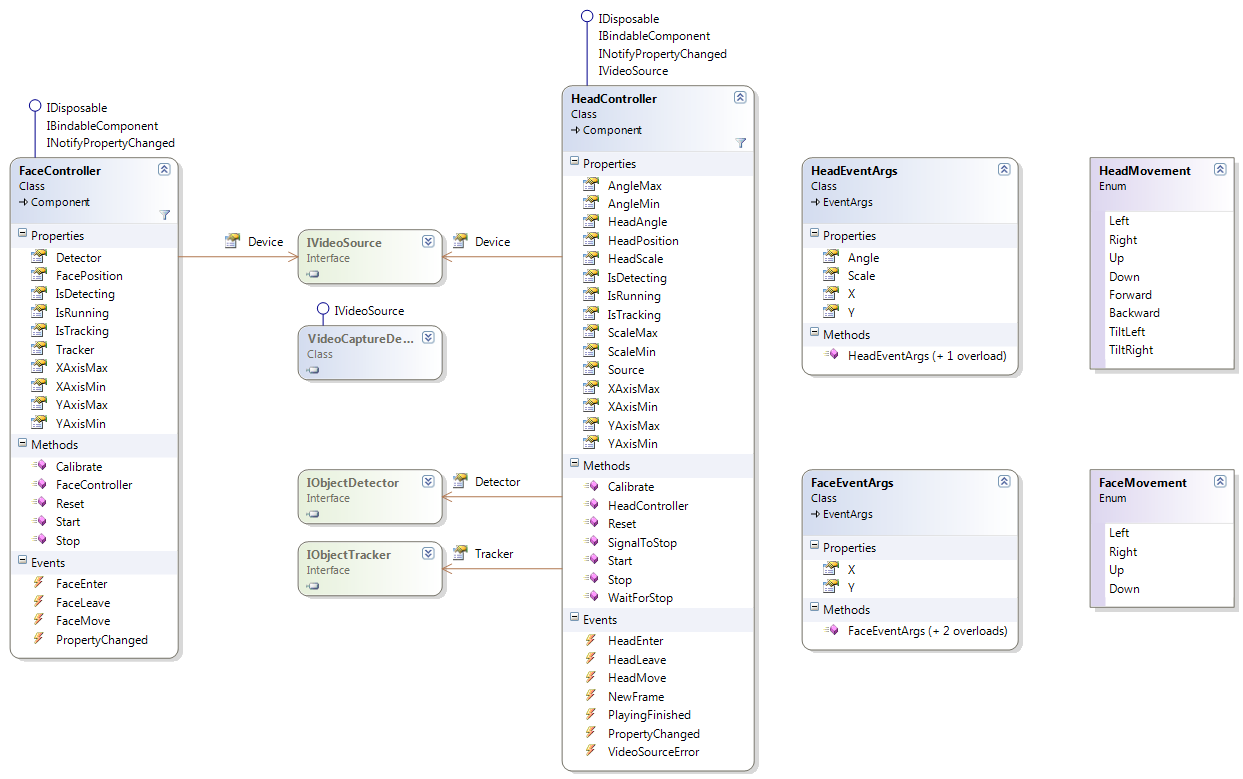 IDisposable
IBindableComponent
INotifyPropertyChanged
FaceController
Class
Component
Properties
Detector
FacePosition
IsDetecting
IsRunning
IsTracking
Tracker
XAxisMax
XAxisMin
YAxisMax
YAxisMin
Methods
Calibrate
FaceController
Reset
Start
Stop
Events
FaceEnter
FaceLeave
FaceMove
PropertyChanged
Device
IVideoSource
Interface
Device
IVideoSource
VideoCaptureDe...
Class
IObjectDetector
Interface
Detector
IObjectTracker
Interface
Tracker
IDisposable
IBindableComponent
INotifyPropertyChanged
IVideoSource
HeadController
Class
Component
Properties
AngleMax
AngleMin
HeadAngle
HeadPosition
HeadScale
IsDetecting
IsRunning
IsTracking
ScaleMax
ScaleMin
Source
XAxisMax
XAxisMin
YAxisMax
YAxisMin
Methods
Calibrate
HeadController
Reset
SignalToStop
Start
Stop
WaitForStop
Events
HeadEnter
HeadLeave
HeadMove
NewFrame
PlayingFinished
PropertyChanged
VideoSourceError
HeadEventArgs
Class
EventArgs
Properties
Angle
Scale
X
Y
Methods
HeadEventArgs (+ 1 overload)
HeadMovement
Enum
Left
Right
Up
Down
Forward
Backward
TiltLeft
TiltRight
FaceEventArgs
Class
EventArgs
Properties
X
Y
Methods
FaceEventArgs (+ 2 overloads)
FaceMovement
Enum
Left
Right
Up
Down